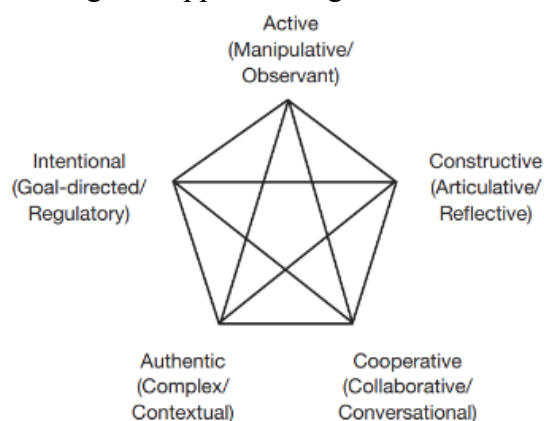 Active
(Manipulative/
Observant)
Intentional
(Goal-directed/
Regulatory)
Constructive
(Articulative/
Reflective)
Authentic
(Complex/
Contextual)
Cooperative
(Collaborative/
Conversational)